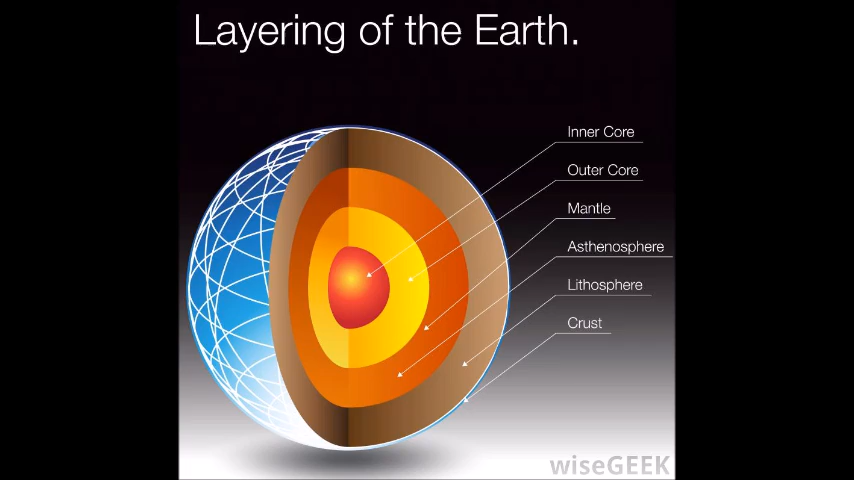 Layering of the Earth.
Inner Core
Outer Core
Mantle
Asthenosphere
Lithosphere
Crust
wiseGEEK